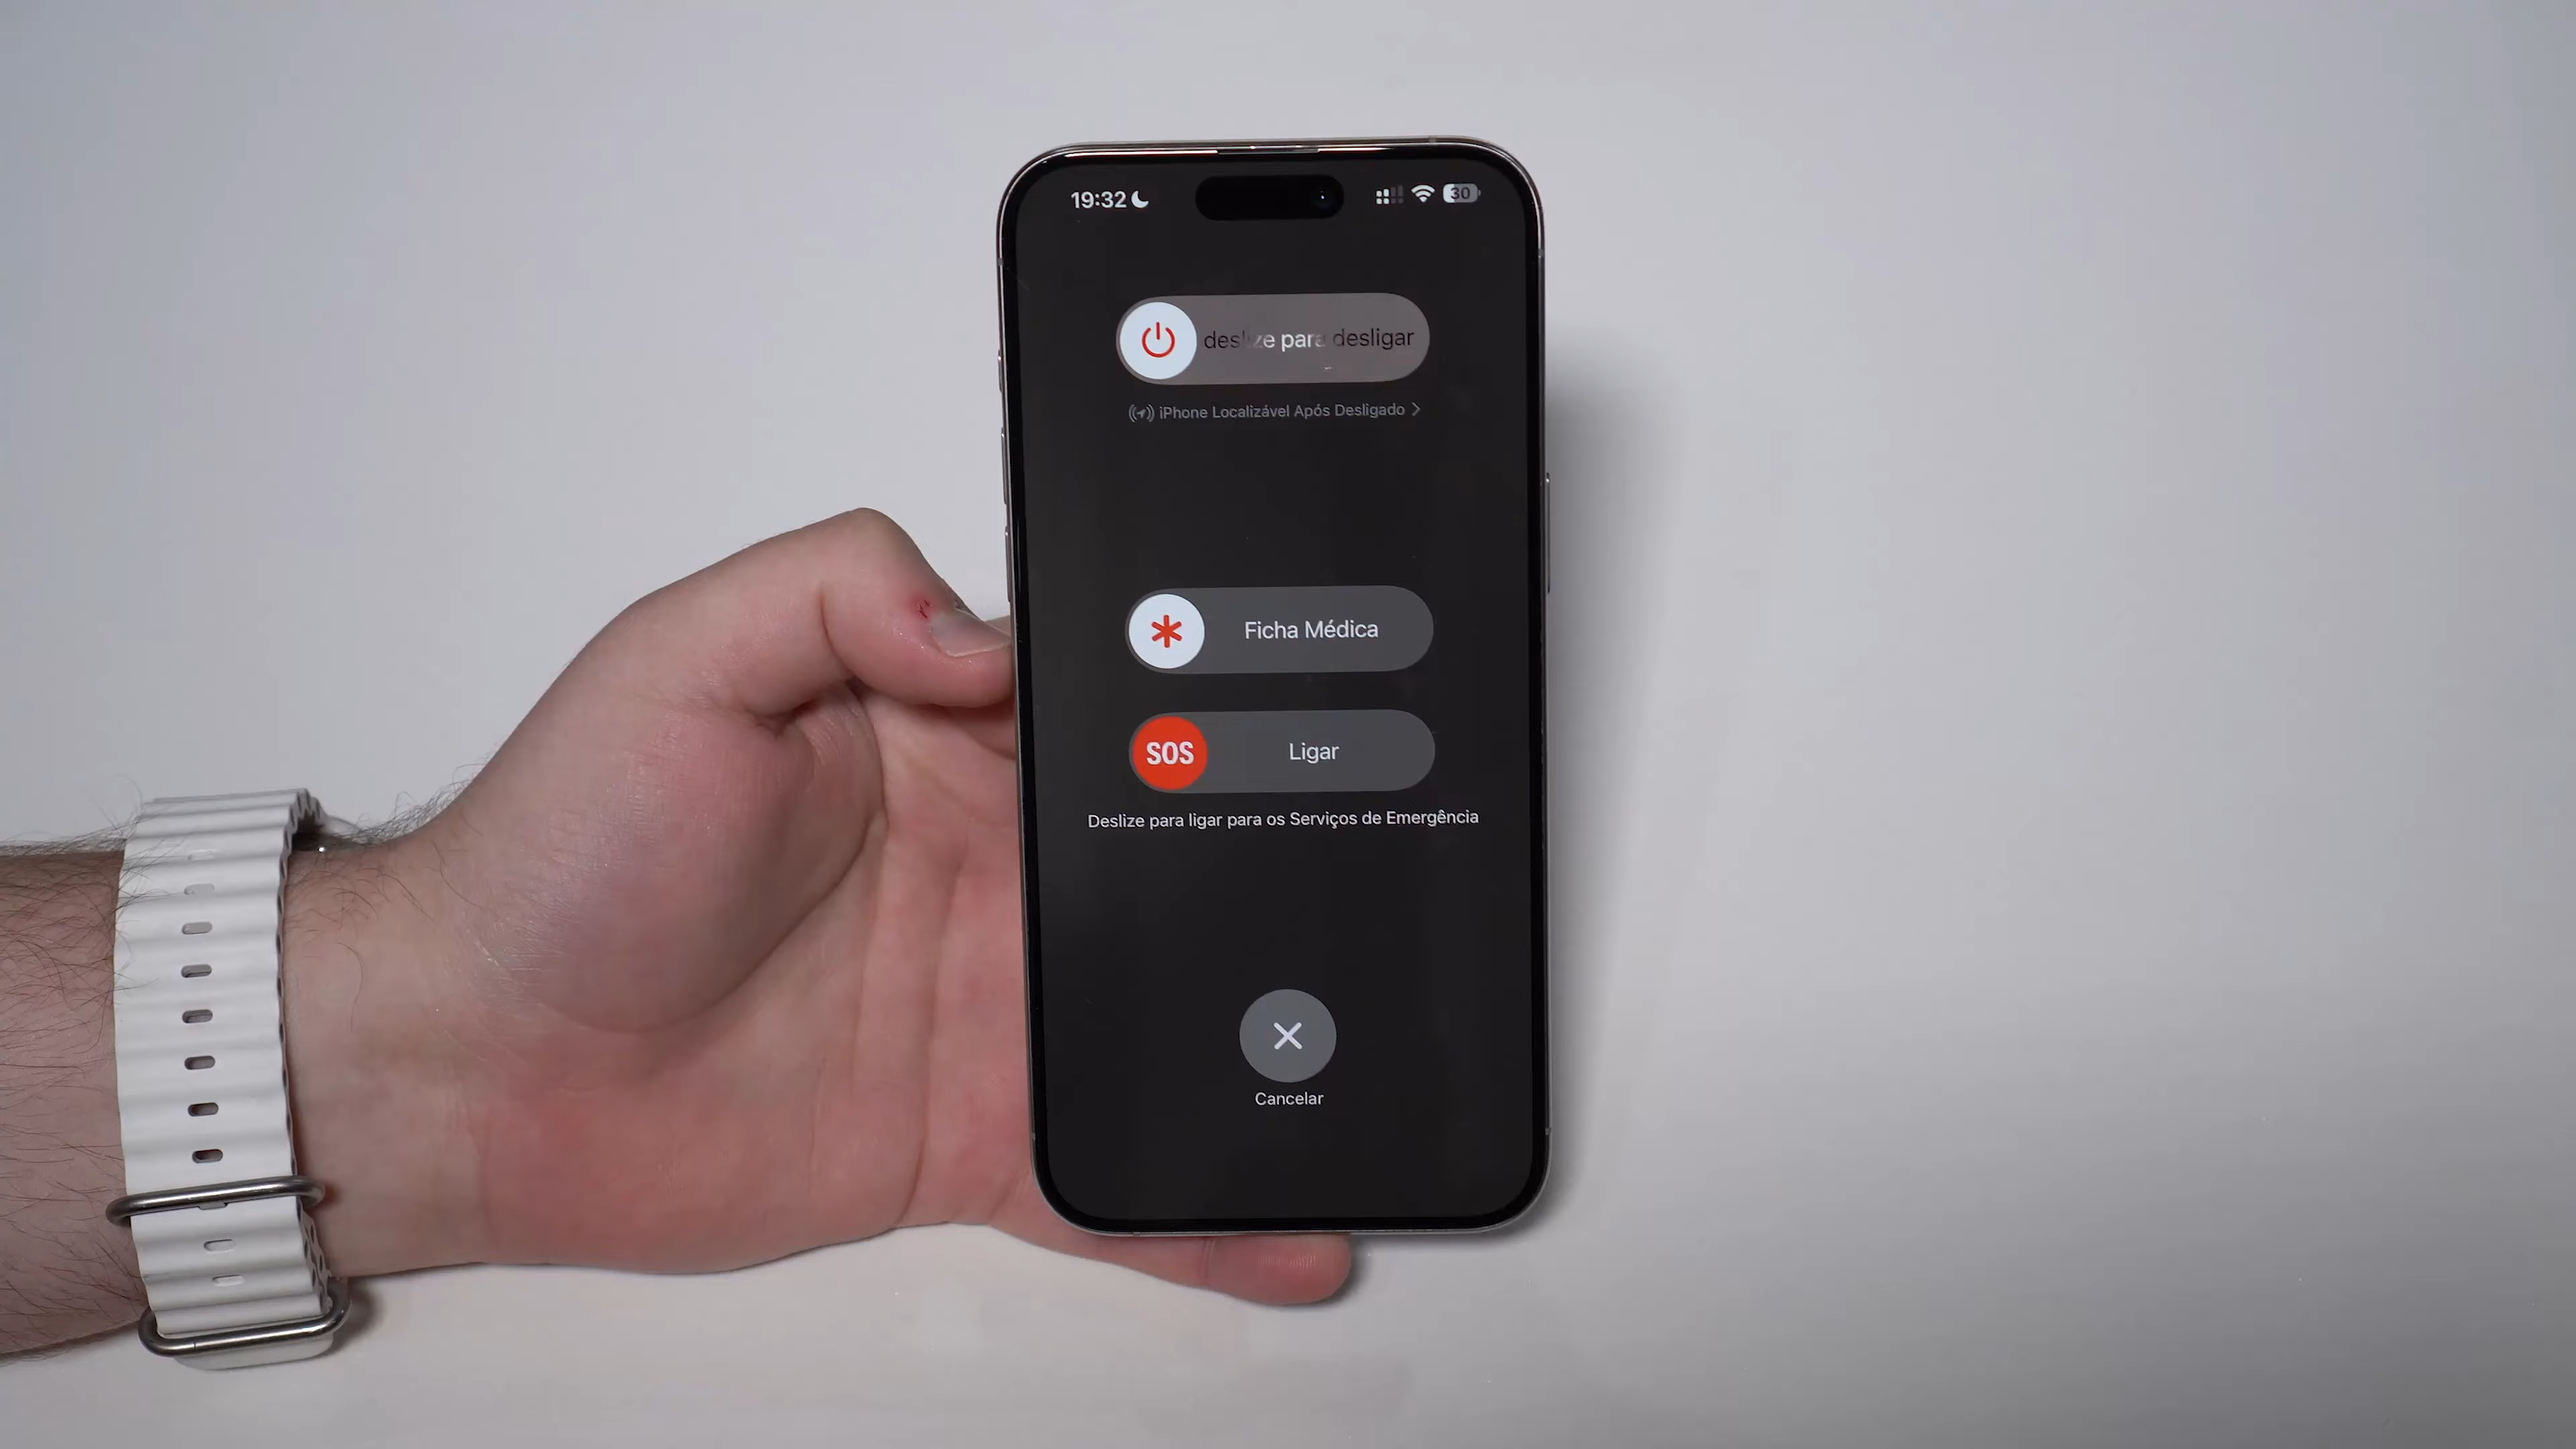 19:32
30
deslize para desligar
iPhone Localizável Após Desligado
Ficha Médica
SOS
Ligar
Deslize para ligar para os Serviços de Emergência
Cancelar